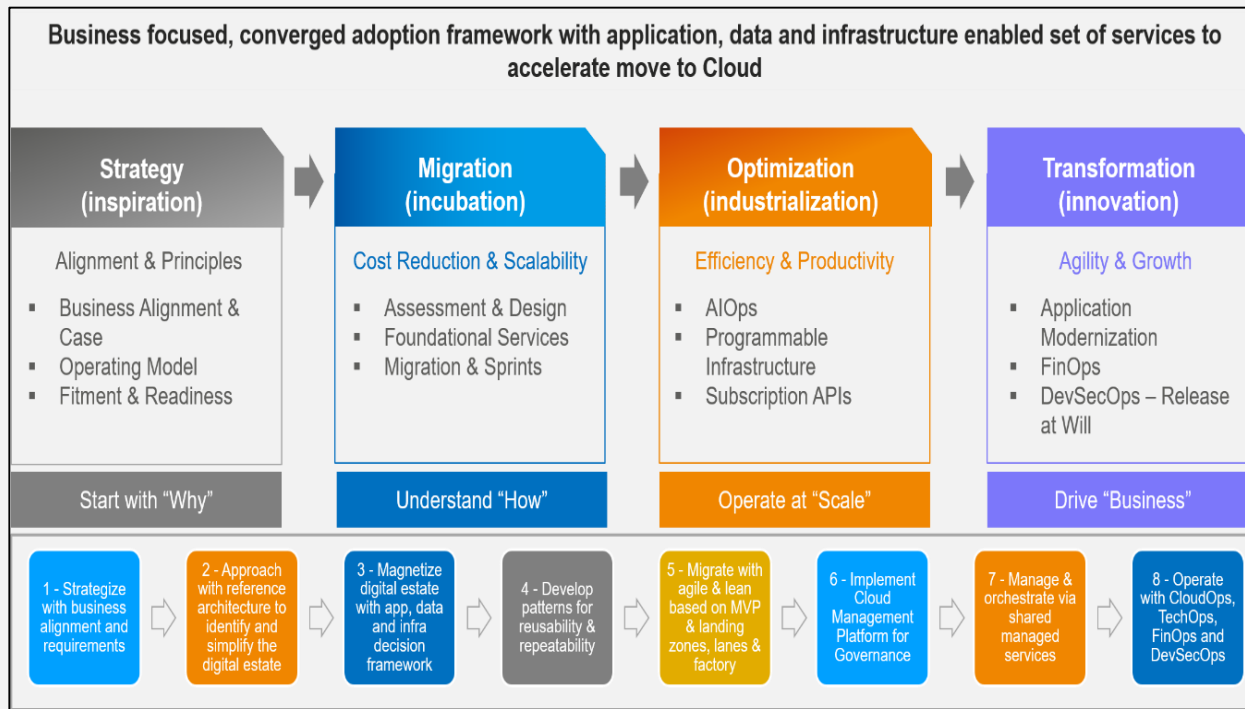 Business focused, converged adoption framework with application, data and infrastructure enabled set of services to
accelerate move to Cloud
Strategy
(inspiration)
Alignment & Principles
▪ Business Alignment &
Case
▪ Operating Model
▪ Fitment & Readiness
Start with “Why”
Migration
(incubation)
Cost Reduction & Scalability
▪ Assessment & Design
▪ Foundational Services
▪ Migration & Sprints
Understand “How”
Optimization
(industrialization)
Efficiency & Productivity
▪ AIOps
▪ Programmable
Infrastructure
▪ Subscription APIs
Operate at “Scale”
Transformation
(innovation)
Agility & Growth
▪ Application
Modernization
▪ FinOps
▪ DevSecOps – Release
at Will
Drive “Business”
1 - Strategize
with business
alignment and
requirements
2 - Approach
with reference
architecture to
identify and
simplify the
digital estate
3 - Magnetize
digital estate
with app, data
and infra
decision
framework
4 - Develop
patterns for
reusability &
repeatability
5 - Migrate with
agile & lean
based on MVP
& landing
zones, lanes &
factory
6 - Implement
Cloud
Management
Platform for
Governance
7 - Manage &
orchestrate via
shared
managed
services
8 - Operate
with CloudOps,
TechOps,
FinOps and
DevSecOps